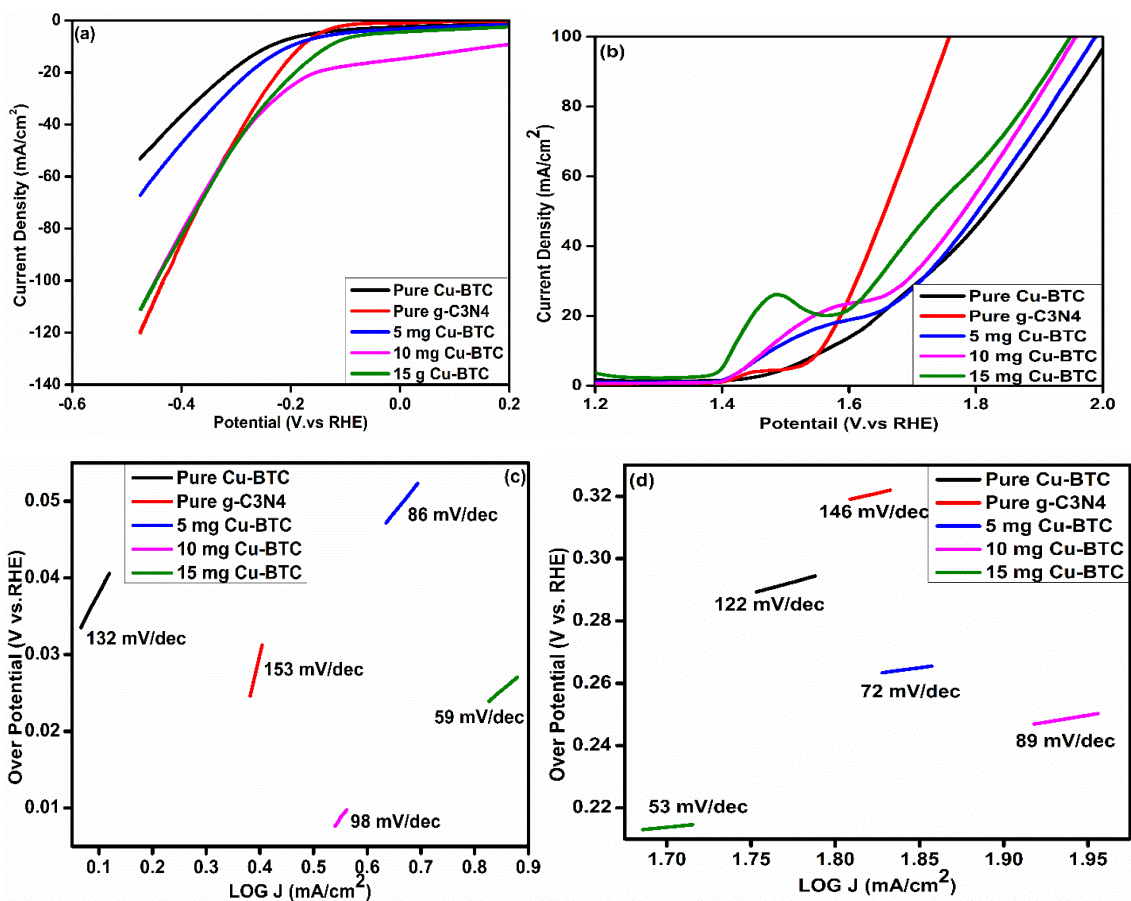 (a)
0
-20
-40
-60
-80
-100
-120
-140
Current Density (mA/cm²)
-0.6
-0.4
-0.2
0.0
0.2
Potential (V.vs RHE)
Pure Cu-BTC
Pure g-C3N4
5 mg Cu-BTC
10 mg Cu-BTC
15 g Cu-BTC
(b)
100
80
60
40
20
0
Current Density (mA/cm²)
1.2
1.4
1.6
1.8
2.0
Potentail (V.vs RHE)
Pure Cu-BTC
Pure g-C3N4
5 mg Cu-BTC
10 mg Cu-BTC
15 mg Cu-BTC
(c)
Pure Cu-BTC
Pure g-C3N4
5 mg Cu-BTC
10 mg Cu-BTC
15 mg Cu-BTC
0.05
0.04
0.03
0.02
0.01
Over Potential (V vs.RHE)
86 mV/dec
132 mV/dec
153 mV/dec
59 mV/dec
98 mV/dec
0.1
0.2
0.3
0.4
0.5
0.6
0.7
0.8
0.9
LOG J (mA/cm²)
(d)
Pure Cu-BTC
Pure g-C3N4
5 mg Cu-BTC
10 mg Cu-BTC
15 mg Cu-BTC
0.32
0.30
0.28
0.26
0.24
0.22
Over Potential (V vs. RHE)
146 mV/dec
122 mV/dec
72 mV/dec
89 mV/dec
53 mV/dec
1.70
1.75
1.80
1.85
1.90
1.95
LOG J (mA/cm²)